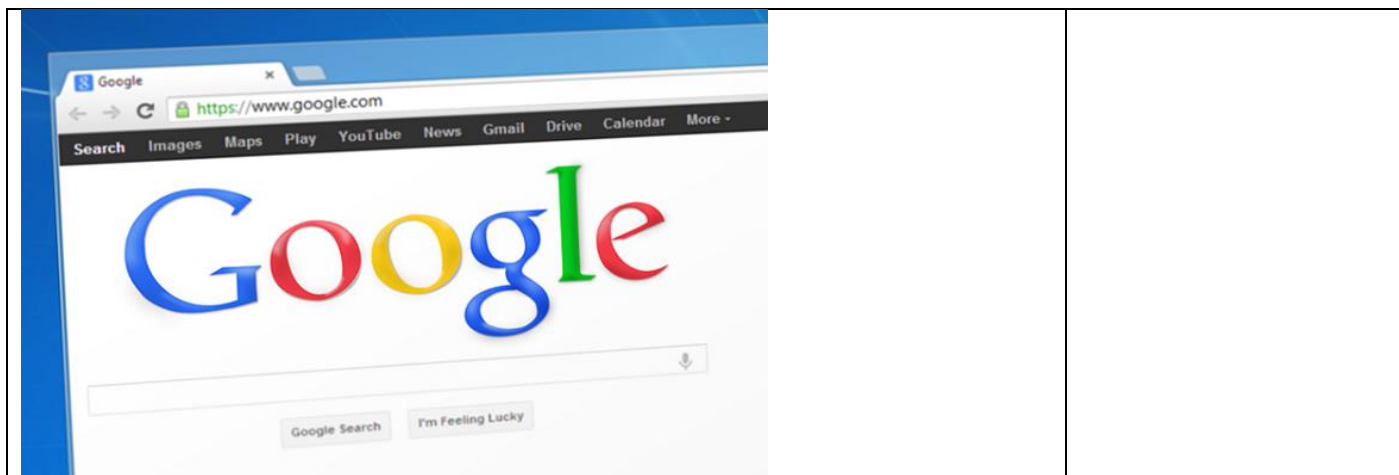 Google
https://www.google.com
Search Images Maps Play YouTube News Gmail Drive Calendar More
Google
Google Search I'm Feeling Lucky